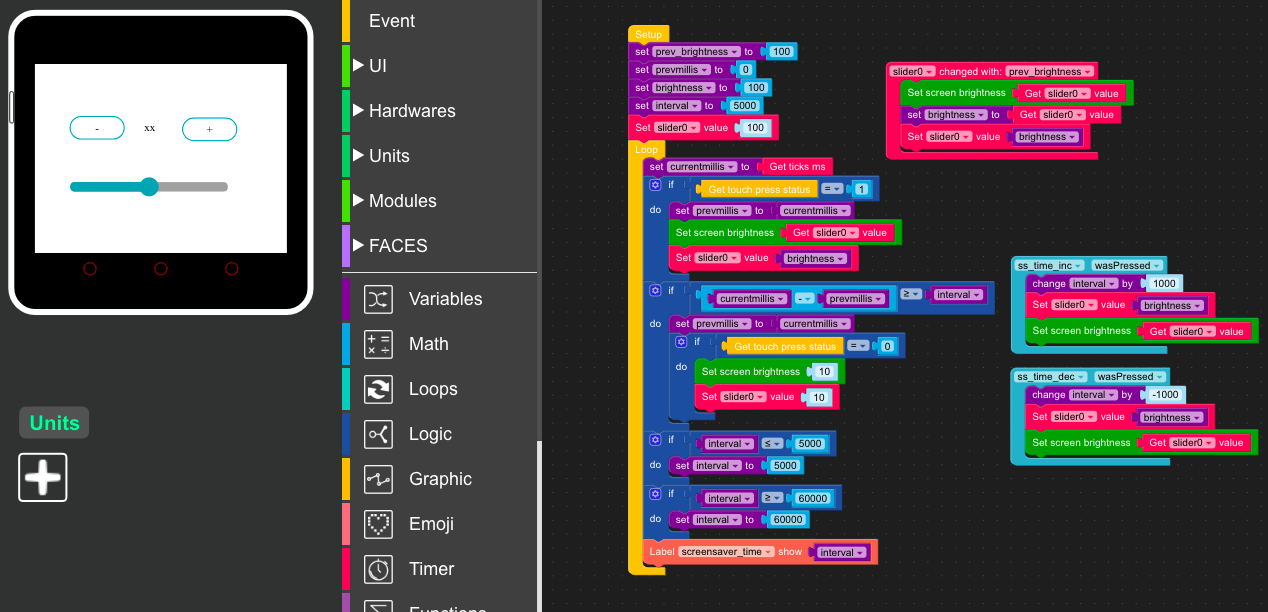 -
xx
+
Units
Event
UI
Hardwares
Units
Modules
FACES
Variables
Math
Loops
Logic
Graphic
Emoji
Timer
Setup
set prev_brightness to 100
set prevmillis to 0
set brightness to 100
set interval to 5000
Set slider0 value 100
Loop
set currentmillis to Get ticks ms
if Get touch press status = 1
do set prevmillis to currentmillis
Set screen brightness Get slider0 value
Set slider0 value brightness
if currentmillis - prevmillis ≥ interval
do set prevmillis to currentmillis
if Get touch press status = 0
do Set screen brightness 10
Set slider0 value 10
if interval ≤ 5000
do set interval to 5000
if interval ≥ 60000
do set interval to 60000
Label screensaver_time show interval
slider0 changed with: prev_brightness
Set screen brightness Get slider0 value
set brightness to Get slider0 value
Set slider0 value brightness
ss_time_inc wasPressed
change interval by 1000
Set slider0 value brightness
Set screen brightness Get slider0 value
ss_time_dec wasPressed
change interval by -1000
Set slider0 value brightness
Set screen brightness Get slider0 value